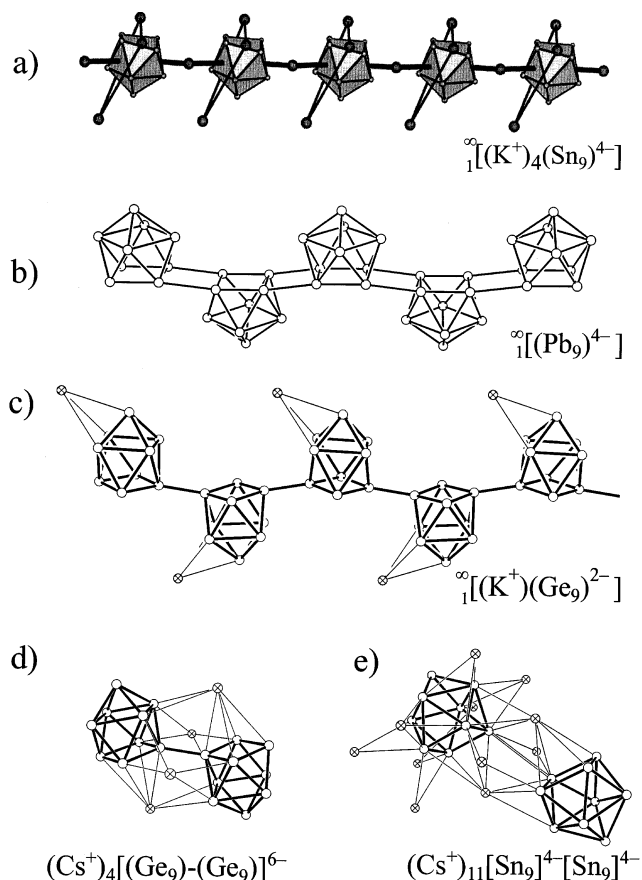 a)
∞1[(K+)4(Sn9)4–]
b)
∞1[(Pb9)4–]
c)
∞1[(K+)(Ge9)2–]
d)
e)
(Cs+)4[(Ge9)-(Ge9)]6–
(Cs+)11[Sn9]4–[Sn9]4–